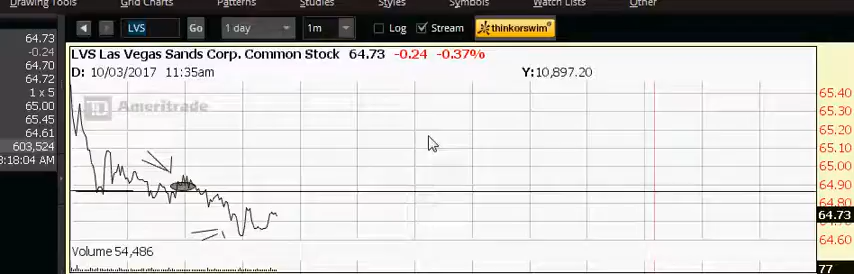 Drawing Tools Grid Charts Patterns Studies Styles Symbols Watch Lists Other
LVS Go 1 day 1m Log Stream thinkorswim
64.73
-0.24
64.70
64.72
1 x 5
65.00
65.45
64.61
603,524
3:18:04 AM
LVS Las Vegas Sands Corp. Common Stock 64.73 -0.24 -0.37%
D: 10/03/2017 11:35am Y:10,897.20
Ameritrade
65.40
65.30
65.20
65.10
65.00
64.90
64.80
64.73
64.60
Volume 54,486
77